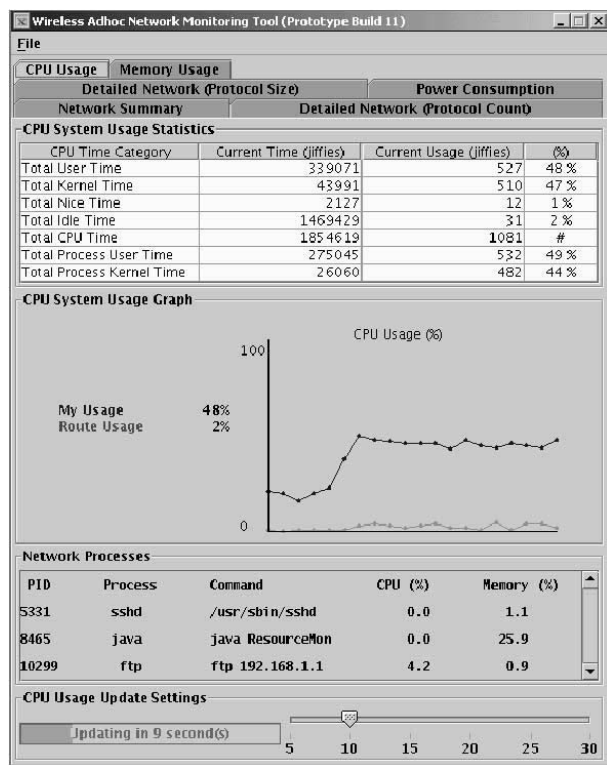 Wireless Adhoc Network Monitoring Tool (Prototype Build 11)
File
CPU Usage Memory Usage
Detailed Network (Protocol Size) Power Consumption
Network Summary Detailed Network (Protocol Count)
CPU System Usage Statistics
CPU Time Category Current Time (jiffies) Current Usage (jiffies) (%)
Total User Time 339071 527 48 %
Total Kernel Time 43991 510 47 %
Total Nice Time 2127 12 1 %
Total Idle Time 1469429 31 2 %
Total CPU Time 1854619 1081 #
Total Process User Time 275045 532 49 %
Total Process Kernel Time 26060 482 44 %
CPU System Usage Graph
CPU Usage (%)
100
My Usage 48%
Route Usage 2%
0
Network Processes
PID Process Command CPU (%) Memory (%)
5331 sshd /usr/sbin/sshd 0.0 1.1
8465 java java ResourceMon 0.0 25.9
10299 ftp ftp 192.168.1.1 4.2 0.9
CPU Usage Update Settings
Updating in 9 second(s)
5 10 15 20 25 30